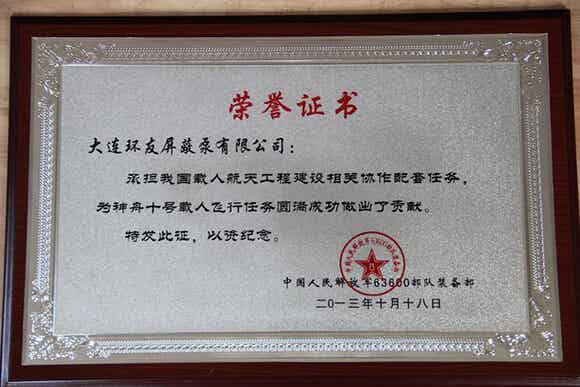 荣誉证书
大连环友屏蔽泵有限公司：
承担我国载人航天工程建设相关协作配套任务，
为神舟十号载人飞行任务圆满成功做出了贡献。
特发此证，以资纪念。
中国人民解放军63600部队装备部
二〇一三年十月十八日